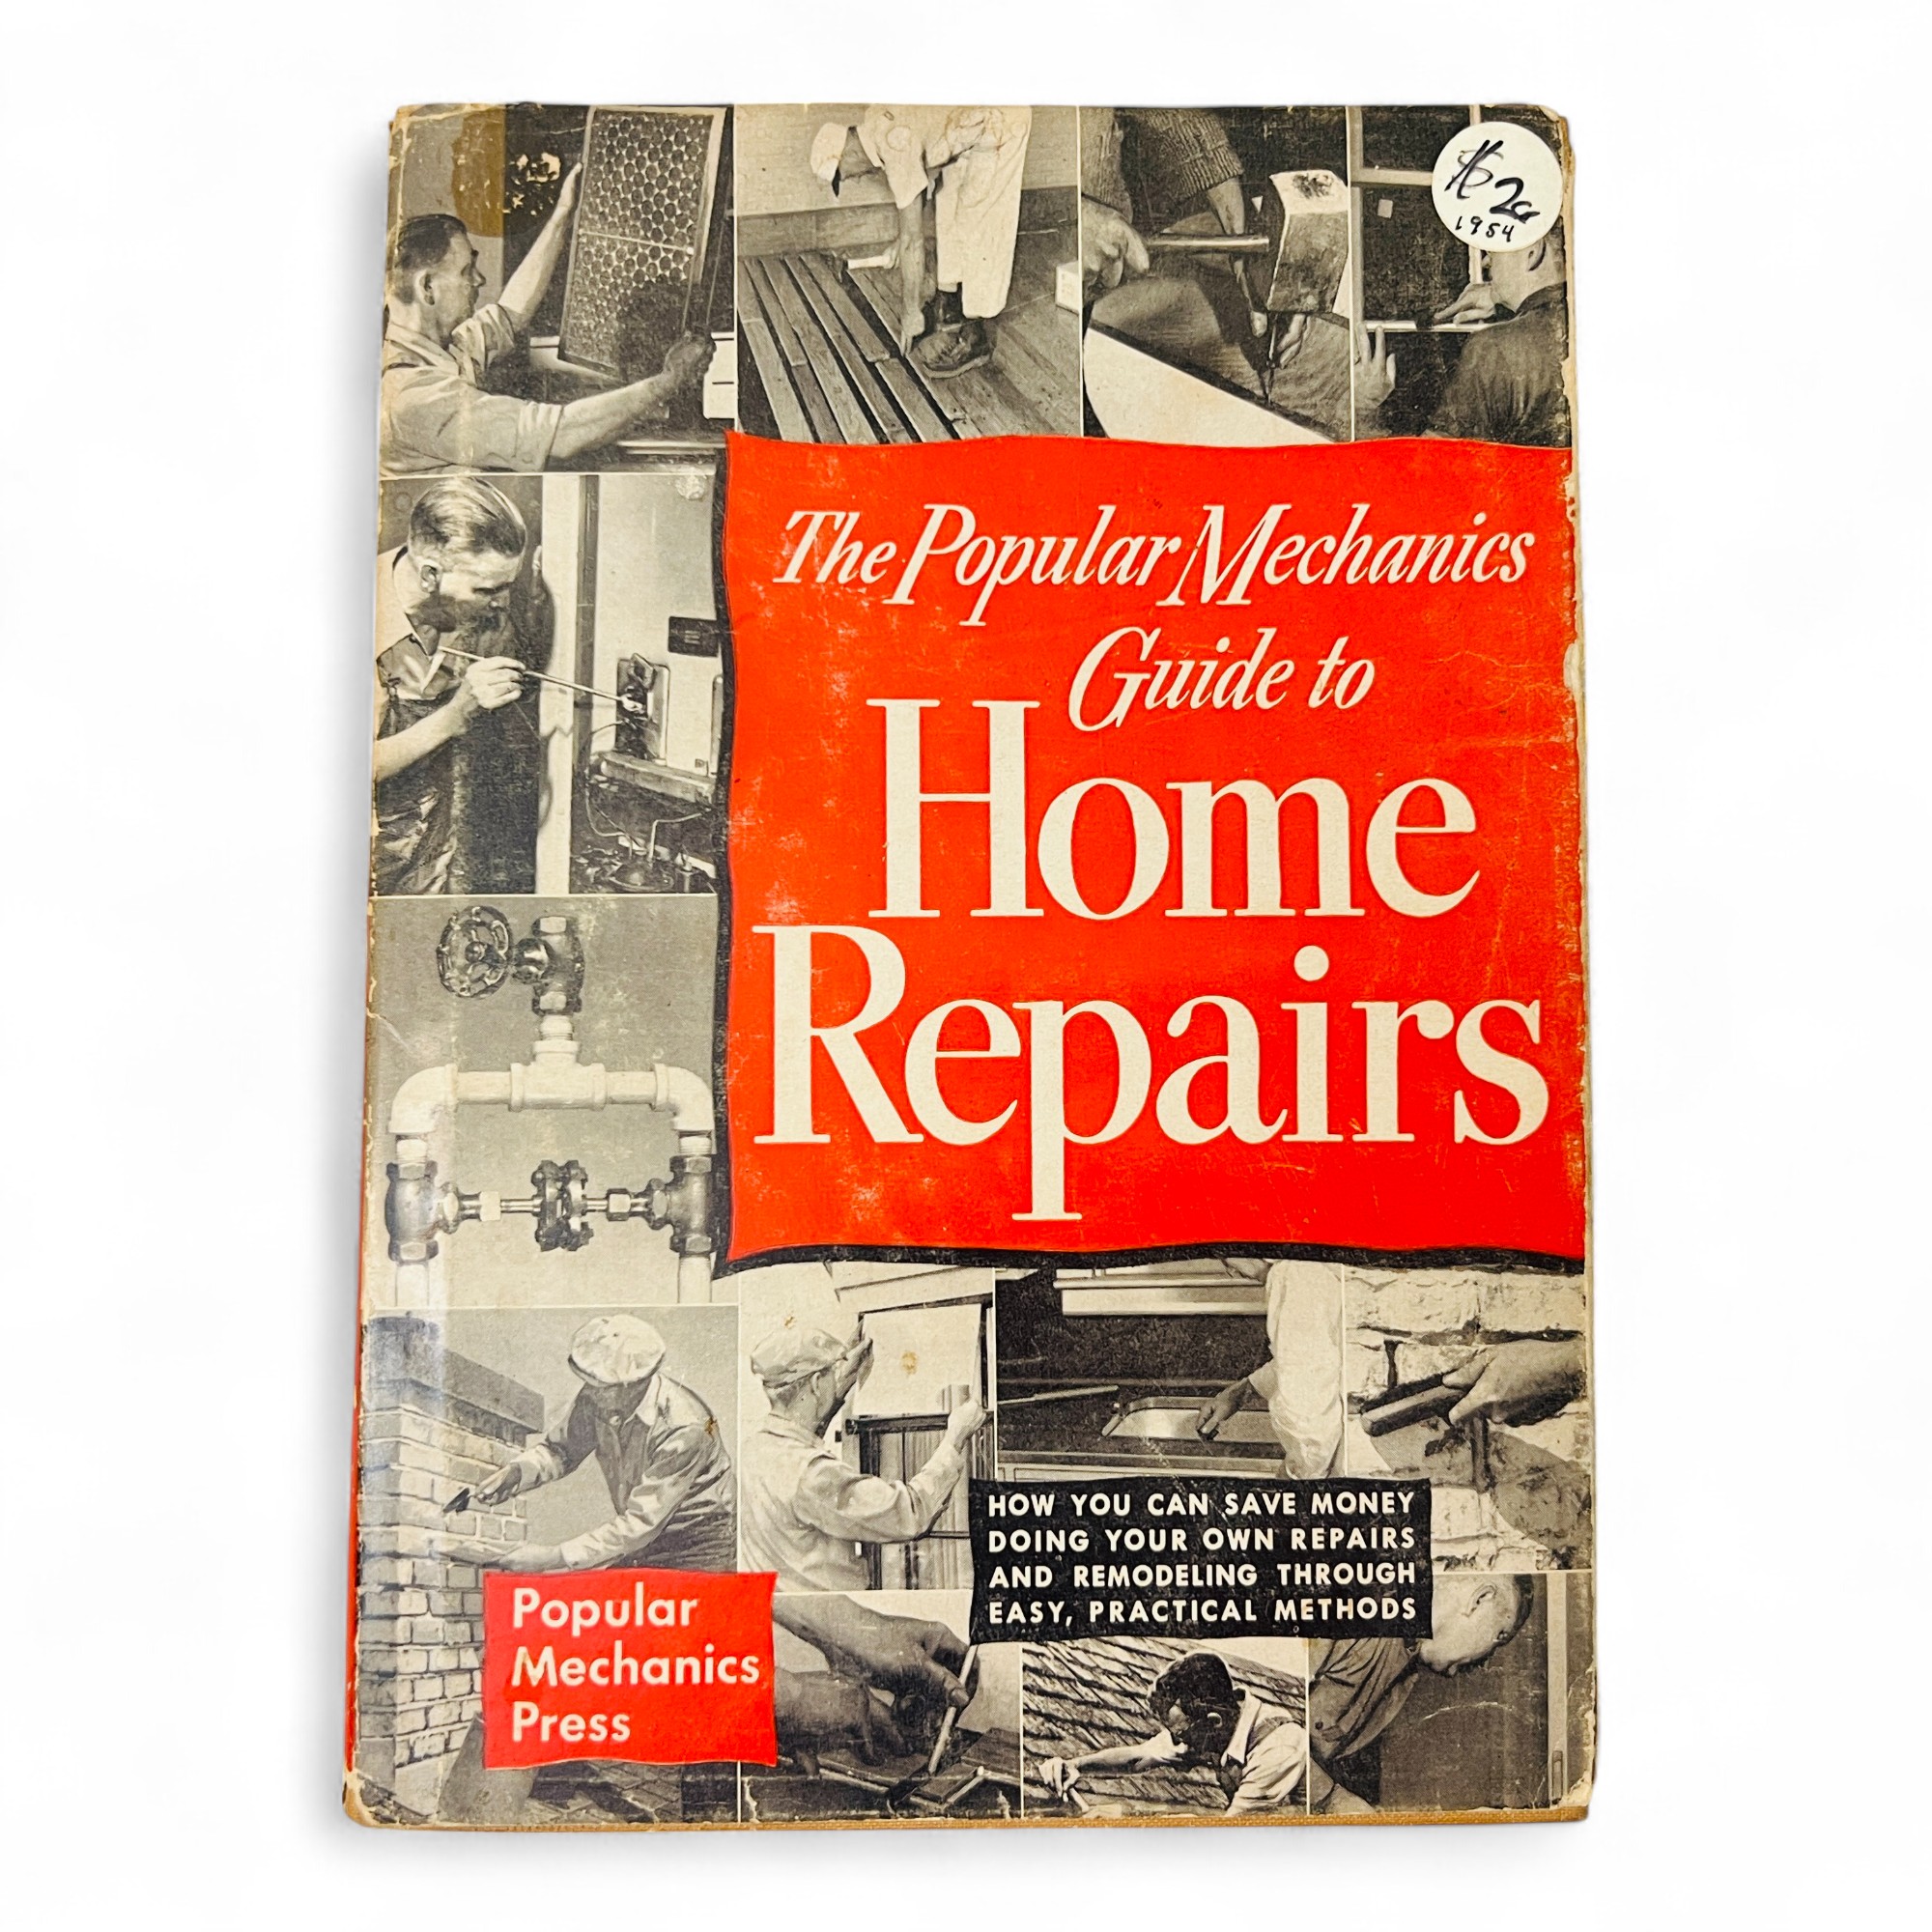 1954
The Popular Mechanics
Guide to
Home
Repairs
HOW YOU CAN SAVE MONEY
DOING YOUR OWN REPAIRS
AND REMODELING THROUGH
EASY, PRACTICAL METHODS
Popular
Mechanics
Press